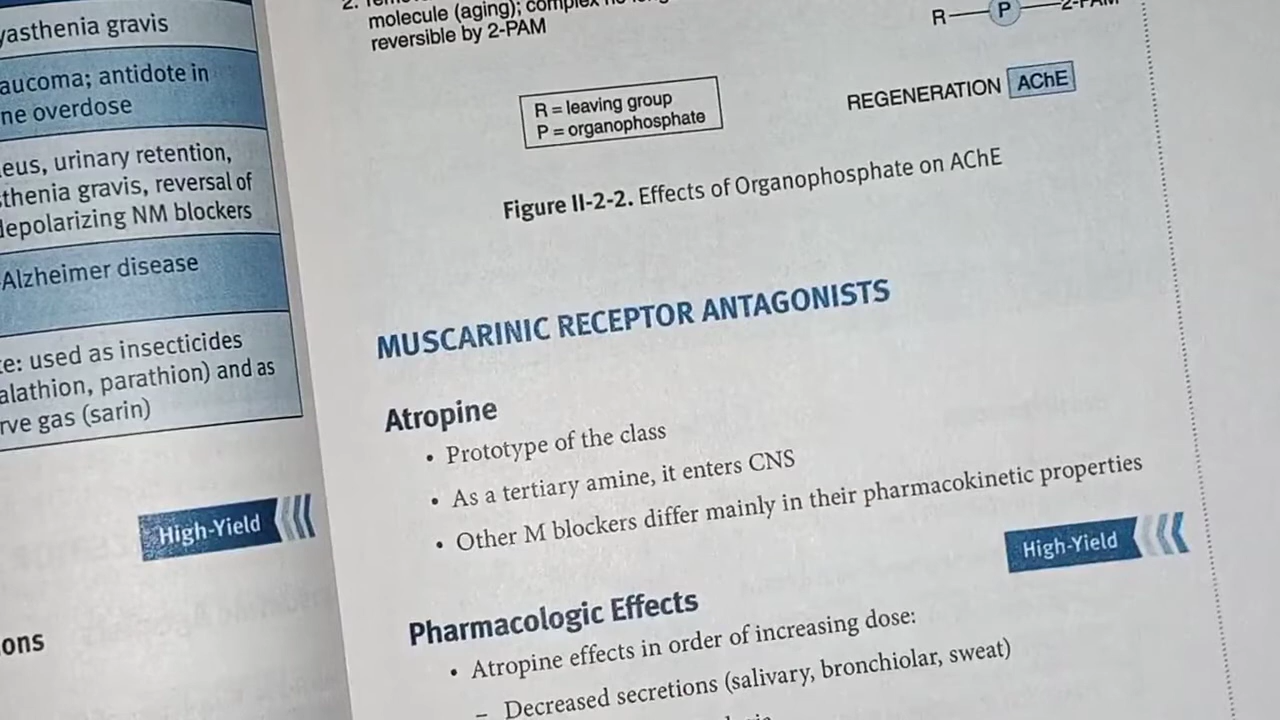 yasthenia gravis
aucoma; antidote in
ne overdose
eus, urinary retention,
sthenia gravis, reversal of
depolarizing NM blockers
Alzheimer disease
te: used as insecticides
alathion, parathion) and as
rve gas (sarin)
High-Yield
ons
2.
molecule (aging); complex no
reversible by 2-PAM
R P 2-PAM
R = leaving group
P = organophosphate
REGENERATION AChE
Figure II-2-2. Effects of Organophosphate on AChE
MUSCARINIC RECEPTOR ANTAGONISTS
Atropine
• Prototype of the class
• As a tertiary amine, it enters CNS
• Other M blockers differ mainly in their pharmacokinetic properties
High-Yield
Pharmacologic Effects
• Atropine effects in order of increasing dose:
– Decreased secretions (salivary, bronchiolar, sweat)